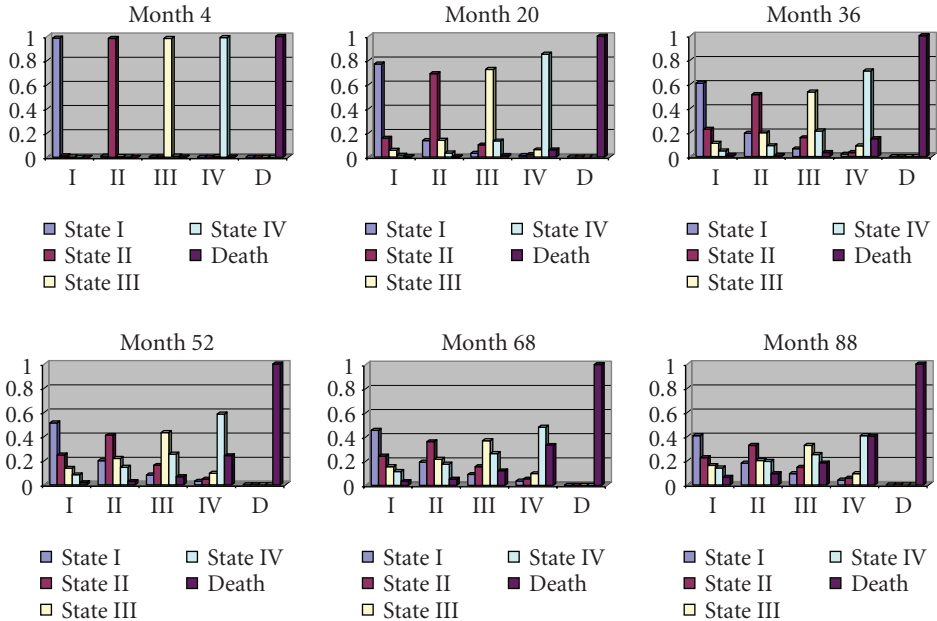 Month 4
1
0.8
0.6
0.4
0.2
0
I II III IV D
State I
State II
State III
State IV
Death
Month 20
1
0.8
0.6
0.4
0.2
0
I II III IV D
State I
State II
State III
State IV
Death
Month 36
1
0.8
0.6
0.4
0.2
0
I II III IV D
State I
State II
State III
State IV
Death
Month 52
1
0.8
0.6
0.4
0.2
0
I II III IV D
State I
State II
State III
State IV
Death
Month 68
1
0.8
0.6
0.4
0.2
0
I II III IV D
State I
State II
State III
State IV
Death
Month 88
1
0.8
0.6
0.4
0.2
0
I II III IV D
State I
State II
State III
State IV
Death